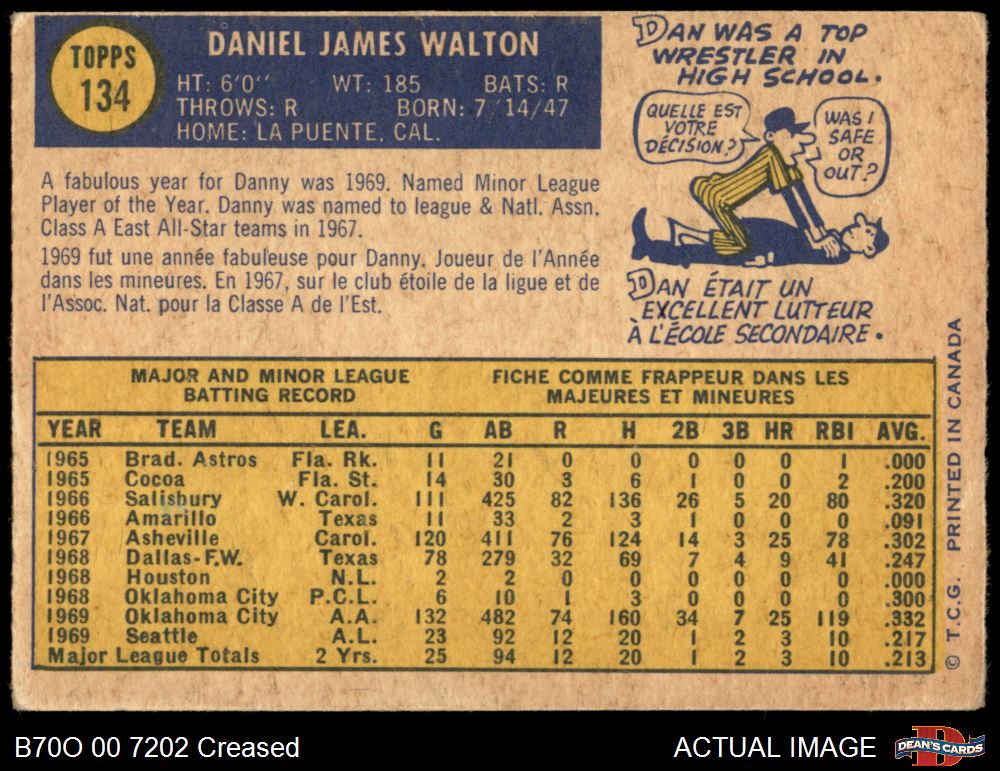 TOPPS
134
DANIEL JAMES WALTON
HT: 6'0'' WT: 185 BATS: R
THROWS: R BORN: 7/14/47
HOME: LA PUENTE, CAL.
A fabulous year for Danny was 1969. Named Minor League
Player of the Year. Danny was named to league & Natl. Assn.
Class A East All-Star teams in 1967.
1969 fut une année fabuleuse pour Danny. Joueur de l'Année
dans les mineures. En 1967, sur le club étoile de la ligue et de
l'Assoc. Nat. pour la Classe A de l'Est.
DAN WAS A TOP
WRESTLER IN
HIGH SCHOOL.
QUELLE EST
VOTRE
DÉCISION?
WAS I
SAFE
OR
OUT?
DAN ÉTAIT UN
EXCELLENT LUTTEUR
À L'ÉCOLE SECONDAIRE.
MAJOR AND MINOR LEAGUE
BATTING RECORD
FICHE COMME FRAPPEUR DANS LES
MAJEURES ET MINEURES
YEAR TEAM LEA. G AB R H 2B 3B HR RBI AVG.
1965 Brad. Astros Fla. Rk. 11 21 0 0 0 0 0 1 .000
1965 Cocoa Fla. St. 14 30 3 6 1 0 0 2 .200
1966 Salisbury W. Carol. 111 425 82 136 26 5 20 80 .320
1966 Amarillo Texas 11 33 2 3 1 0 0 0 .091
1967 Asheville Carol. 120 411 76 124 14 3 25 78 .302
1968 Dallas-F.W. Texas 78 279 32 69 7 4 9 41 .247
1968 Houston N.L. 2 2 0 0 0 0 0 0 .000
1968 Oklahoma City P.C.L. 6 10 1 3 0 0 0 0 .300
1969 Oklahoma City A.A. 132 482 74 160 34 7 25 119 .332
1969 Seattle A.L. 23 92 12 20 1 2 3 10 .217
Major League Totals 2 Yrs. 25 94 12 20 1 2 3 10 .213
© T.C.G. PRINTED IN CANADA
B70O 00 7202 Creased
ACTUAL IMAGE
D
DEAN'S CARDS